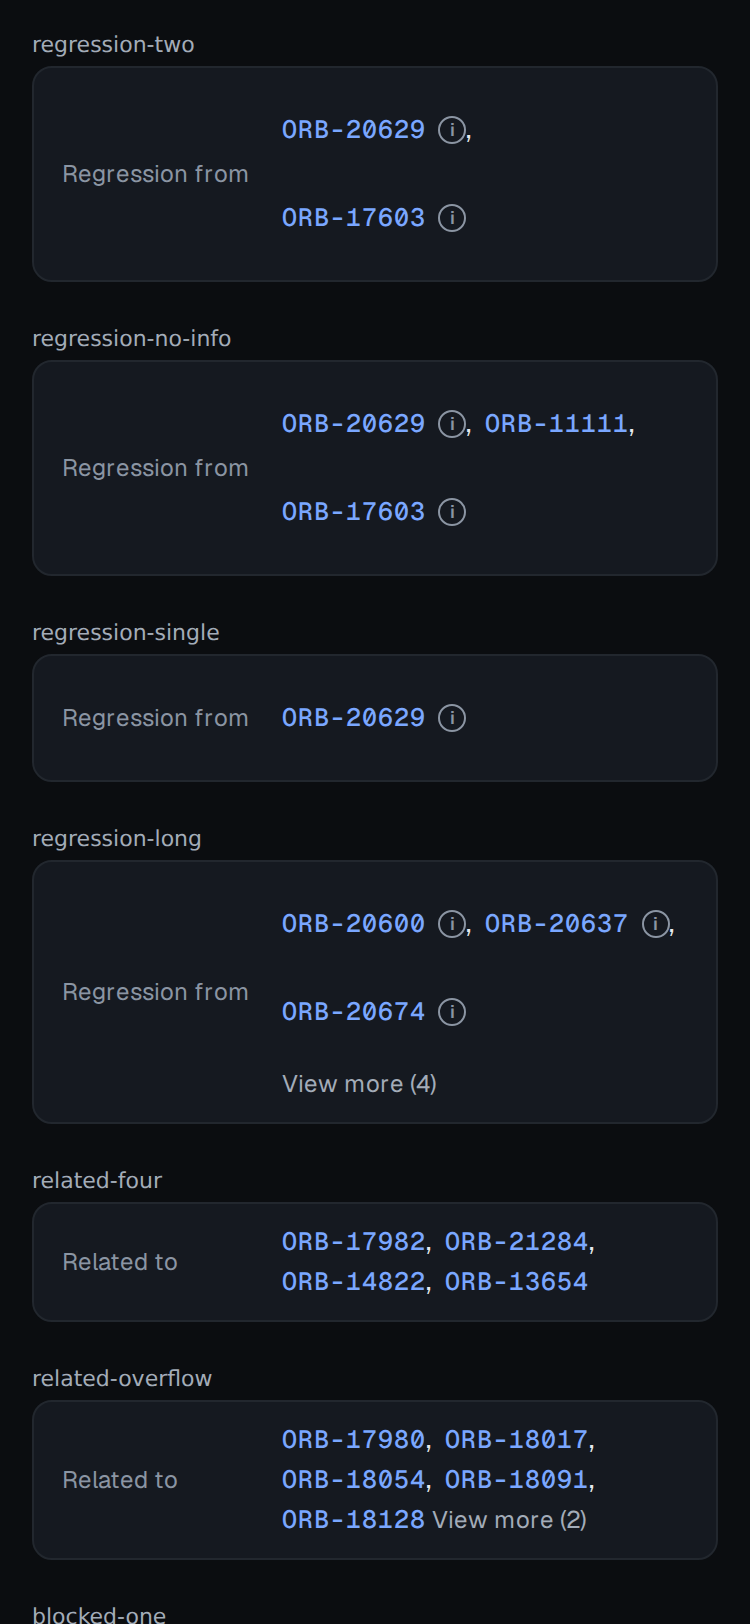 regression-two
ORB-20629 i,
Regression from
ORB-17603 i
regression-no-info
ORB-20629 i, ORB-11111,
Regression from
ORB-17603 i
regression-single
Regression from ORB-20629 i
regression-long
ORB-20600 i, ORB-20637 i,
Regression from
ORB-20674 i
View more (4)
related-four
ORB-17982, ORB-21284,
Related to
ORB-14822, ORB-13654
related-overflow
ORB-17980, ORB-18017,
Related to
ORB-18054, ORB-18091,
ORB-18128 View more (2)
blocked-one